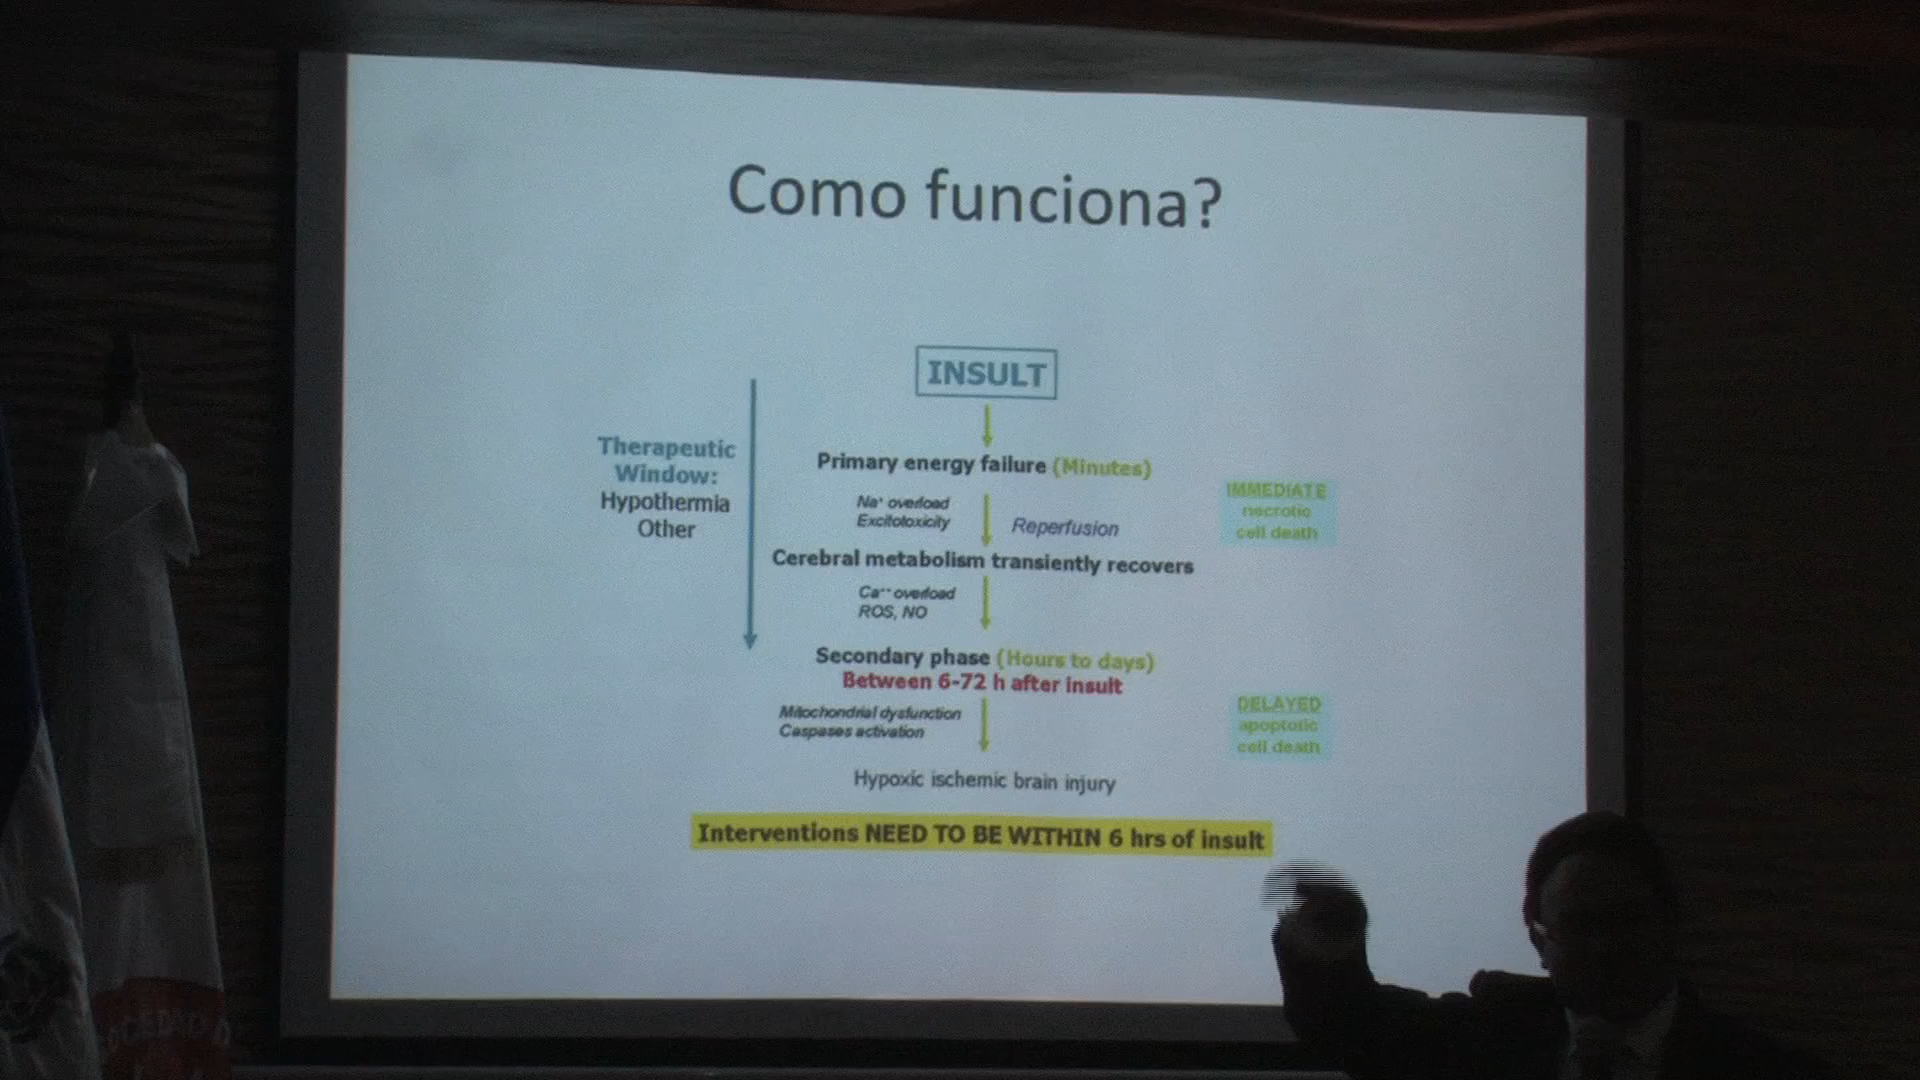 Como funciona?
INSULT
Therapeutic
Window:
Hypothermia
Other
Primary energy failure (Minutes)
Na⁺ overload
Excitotoxicity
Reperfusion
IMMEDIATE
necrotic
cell death
Cerebral metabolism transiently recovers
Ca⁺⁺ overload
ROS, NO
Secondary phase (Hours to days)
Between 6-72 h after insult
Mitochondrial dysfunction
Caspases activation
DELAYED
apoptotic
cell death
Hypoxic ischemic brain injury
Interventions NEED TO BE WITHIN 6 hrs of insult